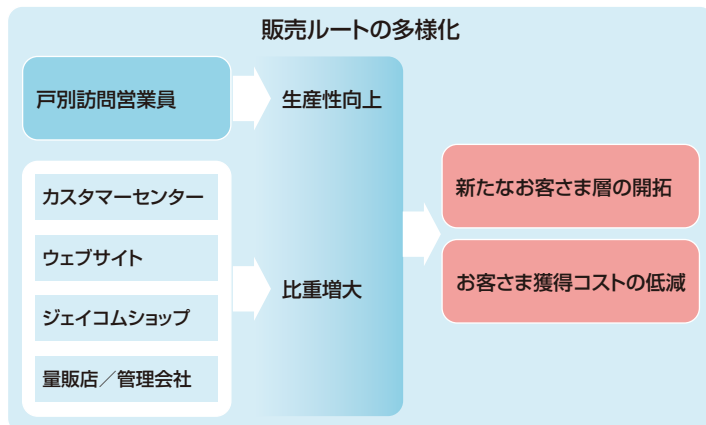 販売ルートの多様化
戸別訪問営業員
生産性向上
カスタマーセンター
ウェブサイト
ジェイコムショップ
量販店／管理会社
比重増大
新たなお客さま層の開拓
お客さま獲得コストの低減